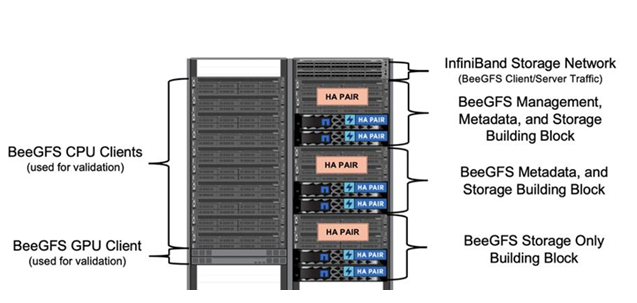 InfiniBand Storage Network
(BeeGFS Client/Server Traffic)
HA PAIR
BeeGFS Management,
Metadata, and Storage
Building Block
HA PAIR
HA PAIR
BeeGFS CPU Clients
(used for validation)
HA PAIR
BeeGFS Metadata, and
Storage Building Block
HA PAIR
HA PAIR
HA PAIR
BeeGFS GPU Client
(used for validation)
BeeGFS Storage Only
Building Block
HA PAIR
HA PAIR